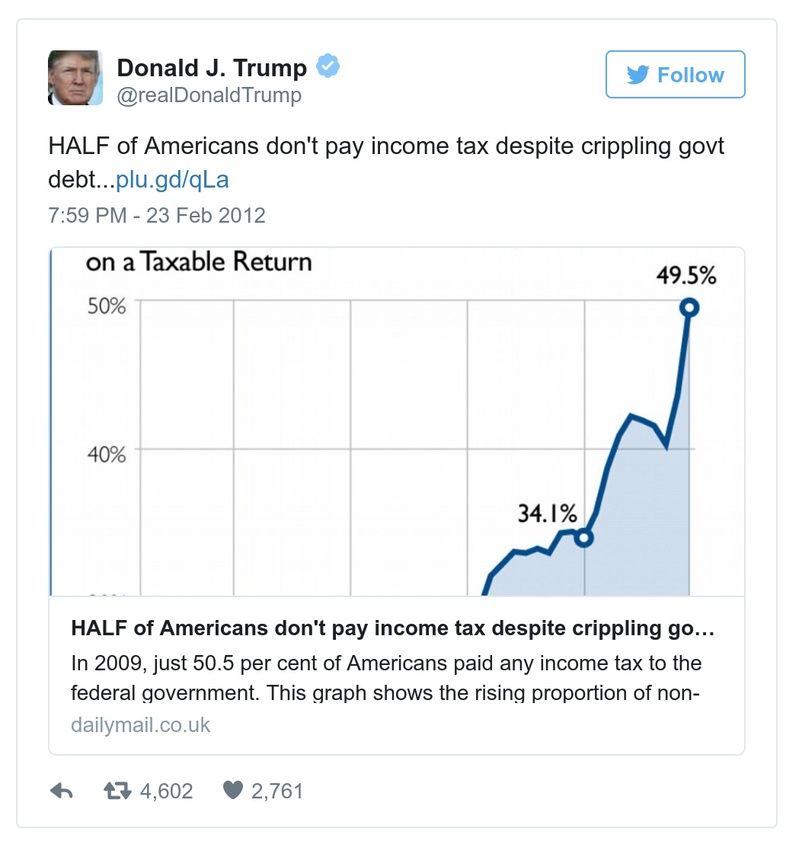 Donald J. Trump
@realDonaldTrump
Follow
HALF of Americans don't pay income tax despite crippling govt
debt...plu.gd/qLa
7:59 PM - 23 Feb 2012
on a Taxable Return
49.5%
50%
40%
34.1%
HALF of Americans don't pay income tax despite crippling go...
In 2009, just 50.5 per cent of Americans paid any income tax to the
federal government. This graph shows the rising proportion of non-
dailymail.co.uk
4,602
2,761